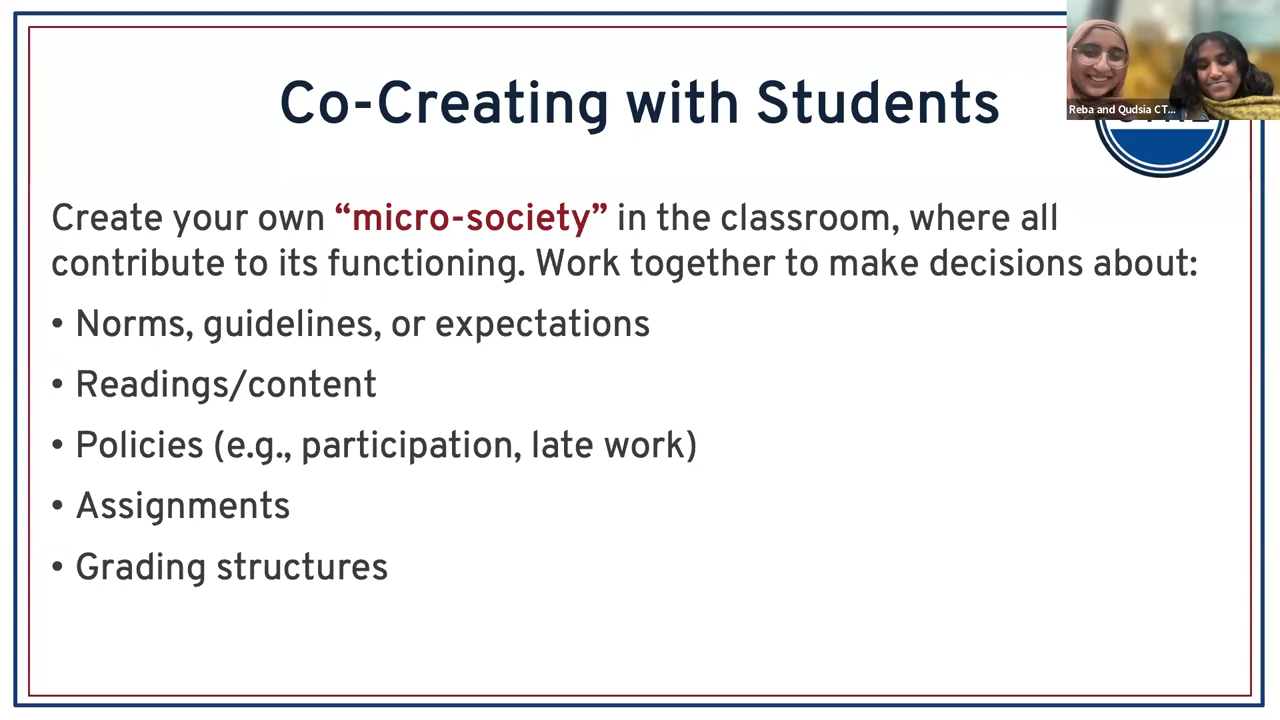 Co-Creating with Students
Reba and Qudsia CT...
Create your own “micro-society” in the classroom, where all
contribute to its functioning. Work together to make decisions about:
• Norms, guidelines, or expectations
• Readings/content
• Policies (e.g., participation, late work)
• Assignments
• Grading structures